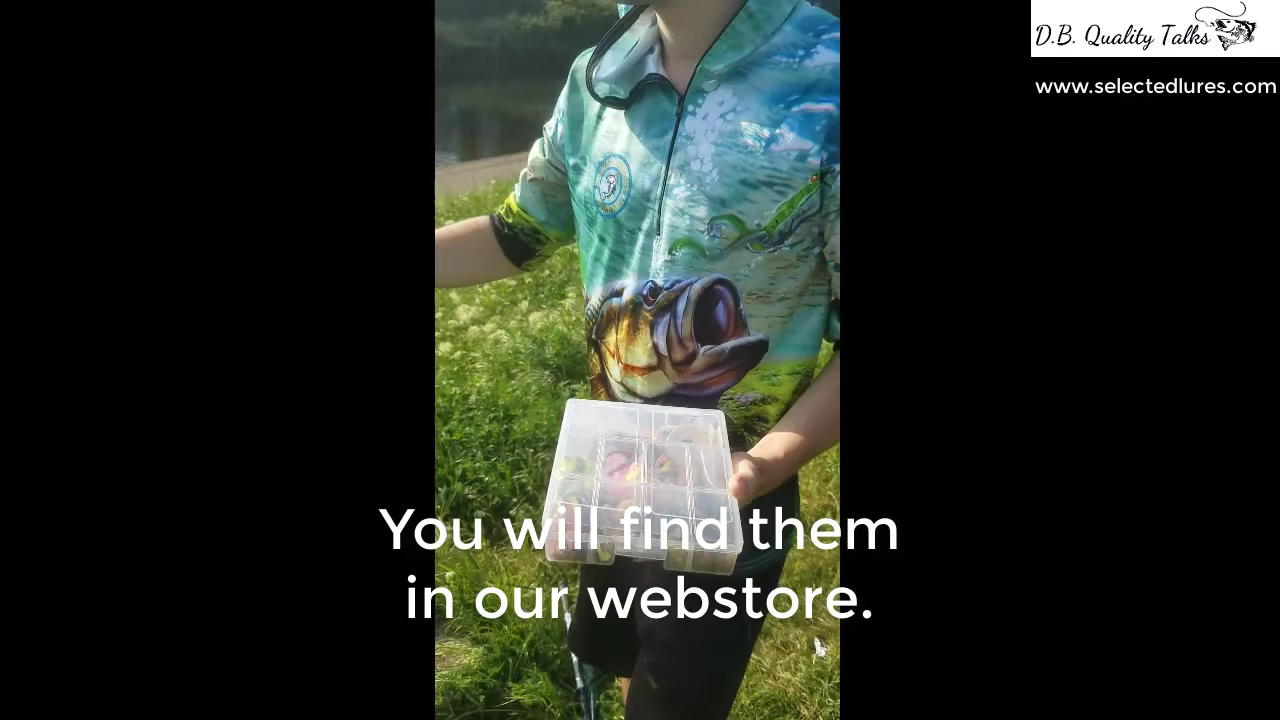 D.B. Quality Talks
www.selectedlures.com
You will find them
in our webstore.